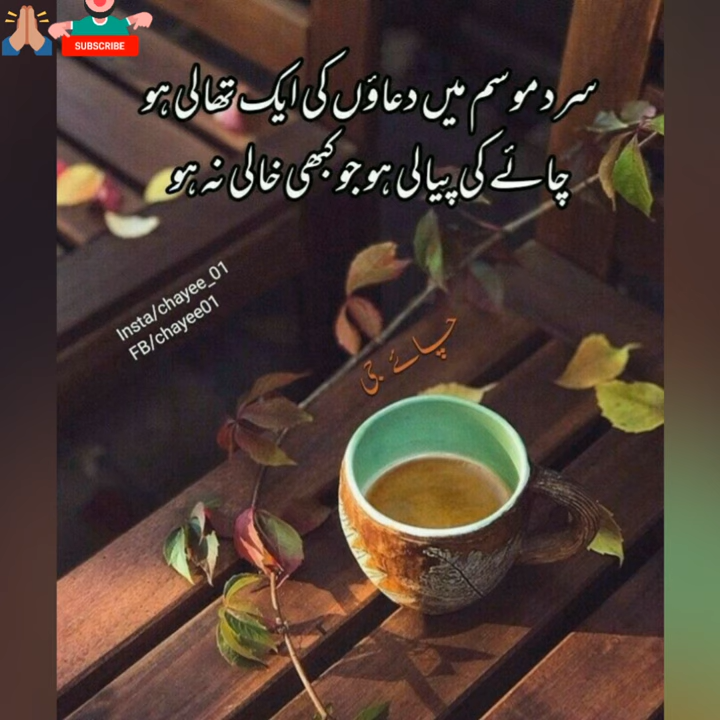 SUBSCRIBE
سرد موسم میں دعاؤں کی ایک تھالی ہو
چائے کی پیالی ہو جو کبھی خالی نہ ہو
Insta/chayee_01
FB/chayee01
چائے جی